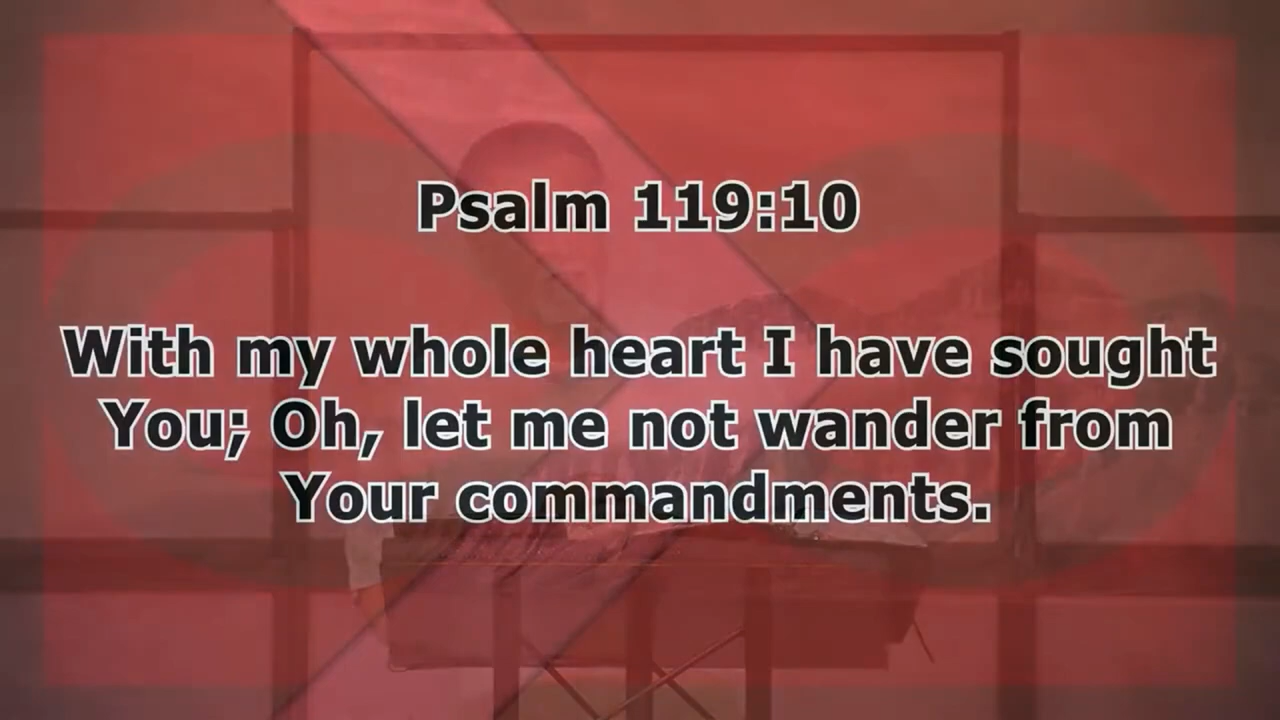 Psalm 119:10
With my whole heart I have sought
You; Oh, let me not wander from
Your commandments.